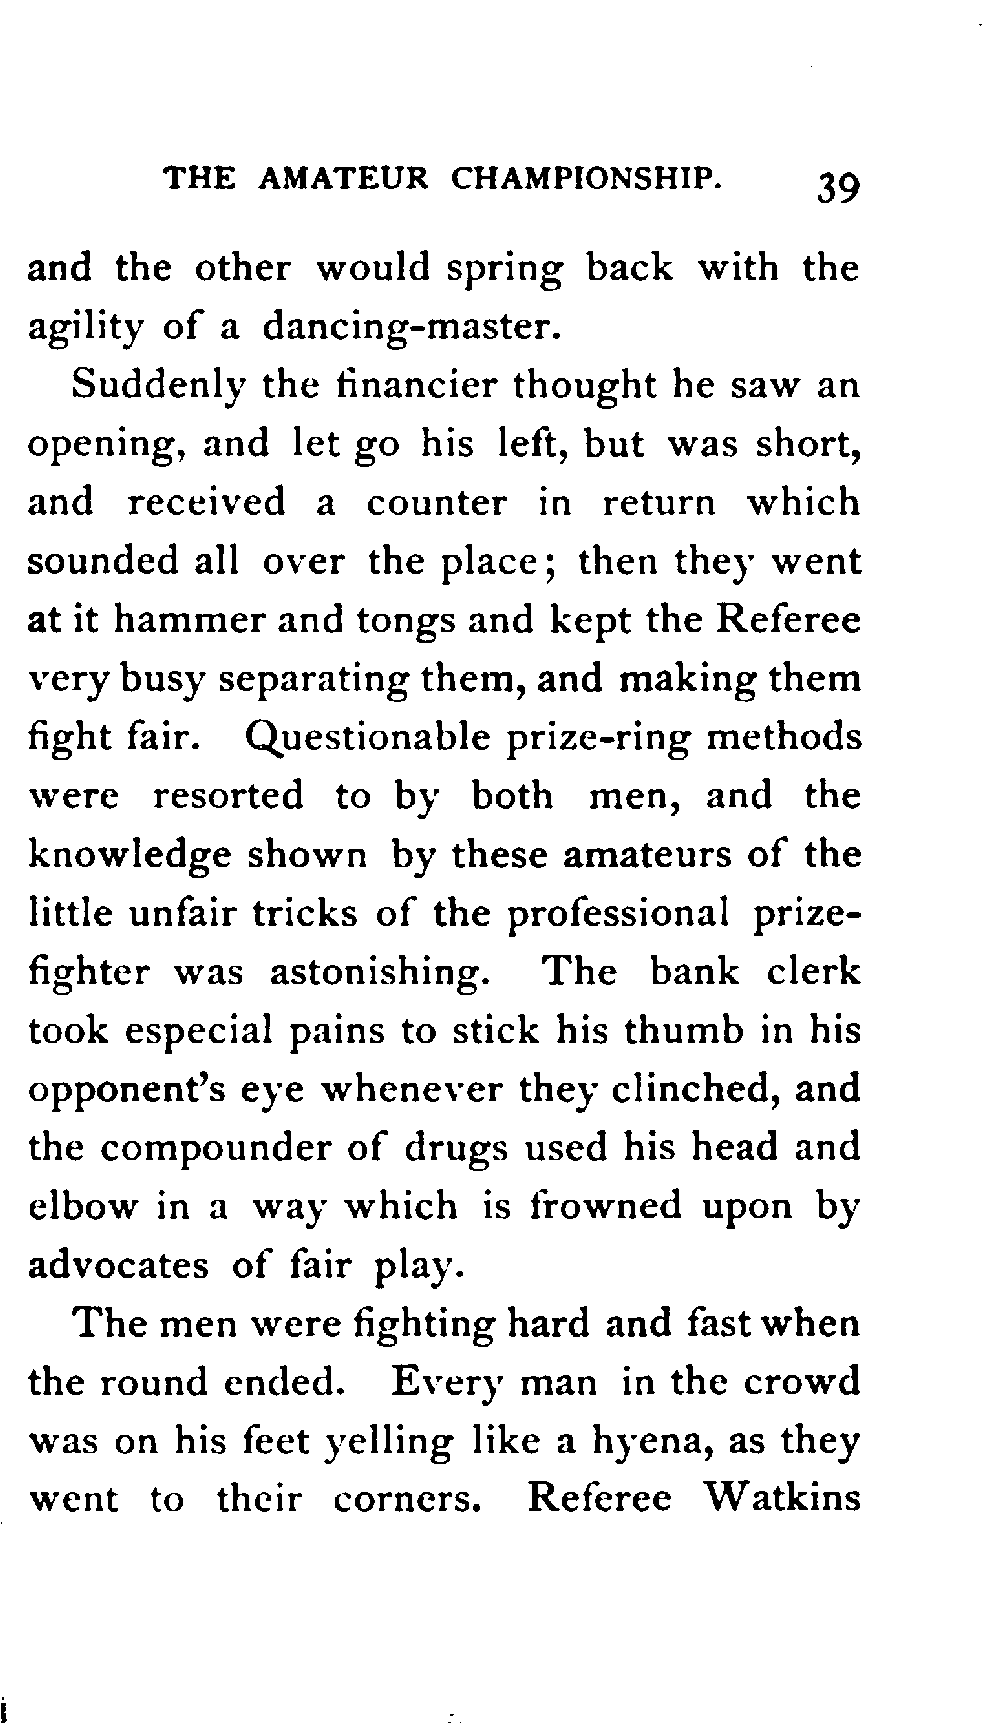 THE AMATEUR CHAMPIONSHIP. 39
and the other would spring back with the
agility of a dancing-master.
Suddenly the financier thought he saw an
opening, and let go his left, but was short,
and received a counter in return which
sounded all over the place; then they went
at it hammer and tongs and kept the Referee
very busy separating them, and making them
fight fair. Questionable prize-ring methods
were resorted to by both men, and the
knowledge shown by these amateurs of the
little unfair tricks of the professional prize-
fighter was astonishing. The bank clerk
took especial pains to stick his thumb in his
opponent's eye whenever they clinched, and
the compounder of drugs used his head and
elbow in a way which is frowned upon by
advocates of fair play.
The men were fighting hard and fast when
the round ended. Every man in the crowd
was on his feet yelling like a hyena, as they
went to their corners. Referee Watkins